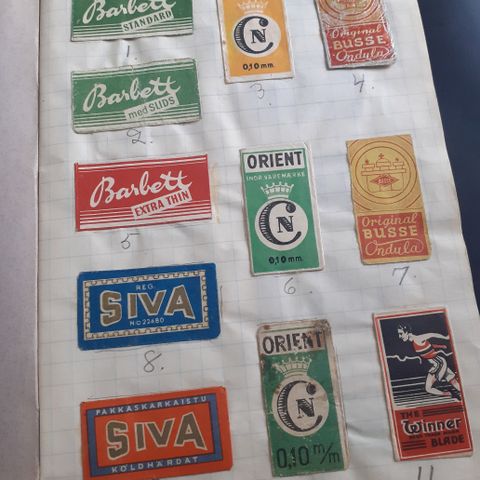 Barbett
STANDARD
CN
0,10 mm
Original
BUSSE
Ondula
1.
3.
4.
Barbett
med SLIDS
2.
Barbett
EXTRA THIN
5
ORIENT
INDR. VAREMÆRKE
CN
0,10 mm
6.
Original
BUSSE
Ondula
7.
REG.
SIVA
No 22680
8.
ORIENT
CN
0,10 m/m
THE
Winner
BLADE
11
PAKKASKARKAISTU
SIVA
KÖLDHÄRDAT